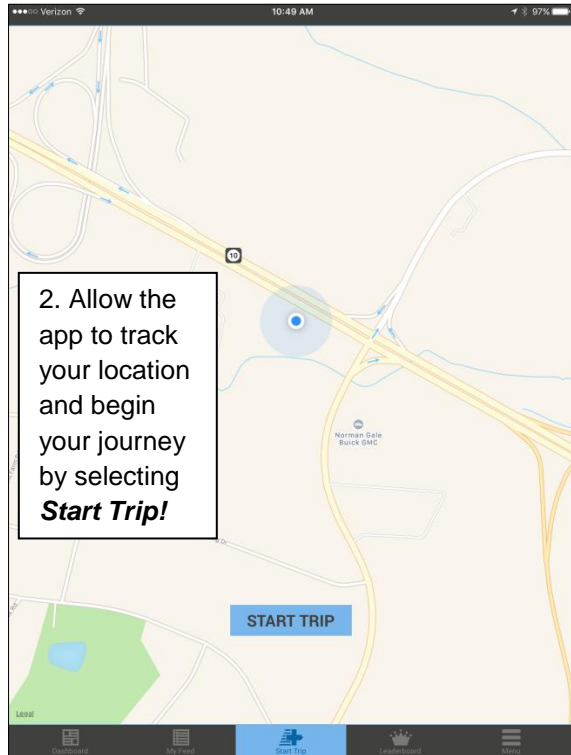 Verizon 10:49 AM 97%
10
2. Allow the
app to track
your location
and begin
your journey
by selecting
Start Trip!
Norman Gale
Buick GMC
START TRIP
Legal
Dashboard My Feed Start Trip Leaderboard Menu